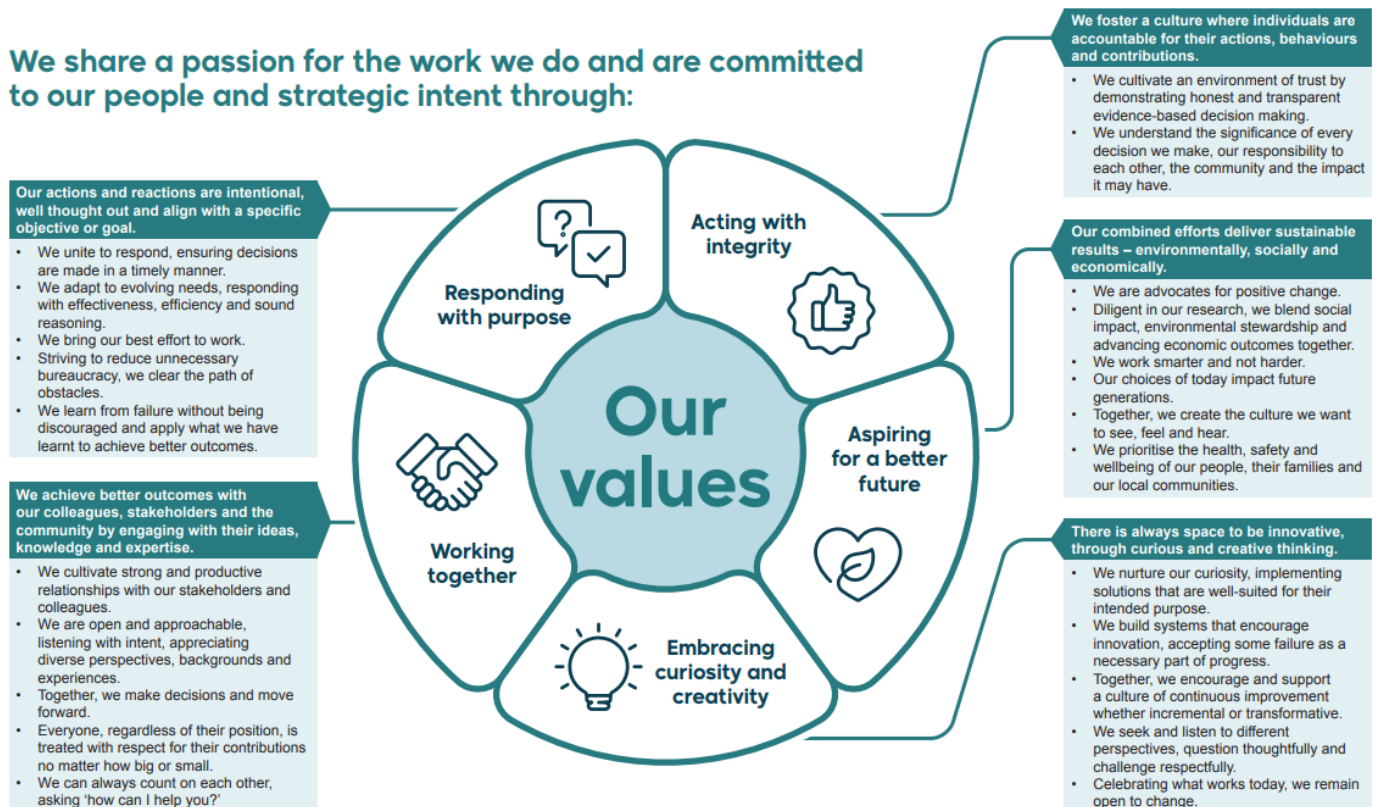 We share a passion for the work we do and are committed
to our people and strategic intent through:
Our actions and reactions are intentional,
well thought out and align with a specific
objective or goal.
• We unite to respond, ensuring decisions
are made in a timely manner.
• We adapt to evolving needs, responding
with effectiveness, efficiency and sound
reasoning.
• We bring our best effort to work.
• Striving to reduce unnecessary
bureaucracy, we clear the path of
obstacles.
• We learn from failure without being
discouraged and apply what we have
learnt to achieve better outcomes.
We achieve better outcomes with
our colleagues, stakeholders and the
community by engaging with their ideas,
knowledge and expertise.
• We cultivate strong and productive
relationships with our stakeholders and
colleagues.
• We are open and approachable,
listening with intent, appreciating
diverse perspectives, backgrounds and
experiences.
• Together, we make decisions and move
forward.
• Everyone, regardless of their position, is
treated with respect for their contributions
no matter how big or small.
• We can always count on each other,
asking ‘how can I help you?’
Responding
with purpose
?
Acting with
integrity
Our
values
Working
together
Aspiring
for a better
future
Embracing
curiosity and
creativity
We foster a culture where individuals are
accountable for their actions, behaviours
and contributions.
• We cultivate an environment of trust by
demonstrating honest and transparent
evidence-based decision making.
• We understand the significance of every
decision we make, our responsibility to
each other, the community and the impact
it may have.
Our combined efforts deliver sustainable
results – environmentally, socially and
economically.
• We are advocates for positive change.
• Diligent in our research, we blend social
impact, environmental stewardship and
advancing economic outcomes together.
• We work smarter and not harder.
• Our choices of today impact future
generations.
• Together, we create the culture we want
to see, feel and hear.
• We prioritise the health, safety and
wellbeing of our people, their families and
our local communities.
There is always space to be innovative,
through curious and creative thinking.
• We nurture our curiosity, implementing
solutions that are well-suited for their
intended purpose.
• We build systems that encourage
innovation, accepting some failure as a
necessary part of progress.
• Together, we encourage and support
a culture of continuous improvement
whether incremental or transformative.
• We seek and listen to different
perspectives, question thoughtfully and
challenge respectfully.
• Celebrating what works today, we remain
open to change.